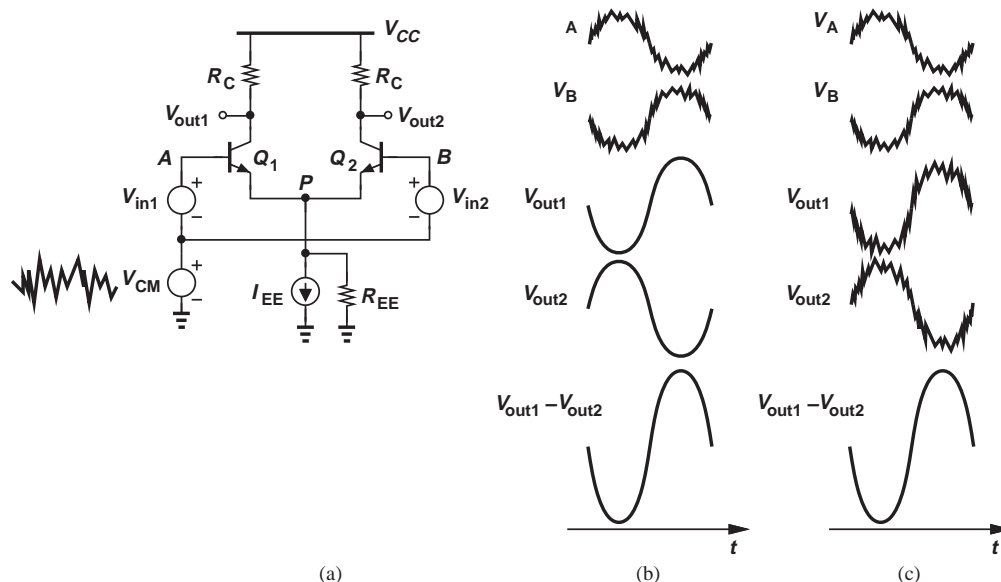 V_CC
R_C R_C
V_out1 V_out2
A Q_1 Q_2 B
P
+ +
V_in1 V_in2
− −
+
V_CM
−
I_EE R_EE
(a)
A
V_B
V_out1
V_out2
V_out1 − V_out2
t
(b)
V_A
V_B
V_out1
V_out2
V_out1 − V_out2
t
(c)